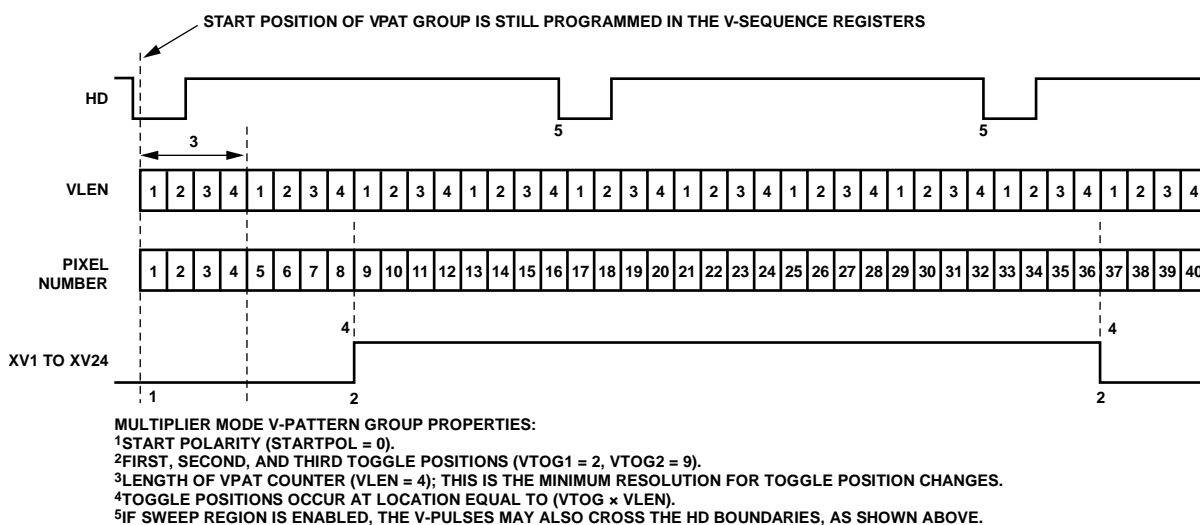 START POSITION OF VPAT GROUP IS STILL PROGRAMMED IN THE V-SEQUENCE REGISTERS
HD
5 5
3
VLEN 1 2 3 4 1 2 3 4 1 2 3 4 1 2 3 4 1 2 3 4 1 2 3 4 1 2 3 4 1 2 3 4 1 2 3 4 1 2 3 4
PIXEL
NUMBER
1 2 3 4 5 6 7 8 9 10 11 12 13 14 15 16 17 18 19 20 21 22 23 24 25 26 27 28 29 30 31 32 33 34 35 36 37 38 39 40
4 4
XV1 TO XV24
1 2 2
MULTIPLIER MODE V-PATTERN GROUP PROPERTIES:
1START POLARITY (STARTPOL = 0).
2FIRST, SECOND, AND THIRD TOGGLE POSITIONS (VTOG1 = 2, VTOG2 = 9).
3LENGTH OF VPAT COUNTER (VLEN = 4); THIS IS THE MINIMUM RESOLUTION FOR TOGGLE POSITION CHANGES.
4TOGGLE POSITIONS OCCUR AT LOCATION EQUAL TO (VTOG × VLEN).
5IF SWEEP REGION IS ENABLED, THE V-PULSES MAY ALSO CROSS THE HD BOUNDARIES, AS SHOWN ABOVE.